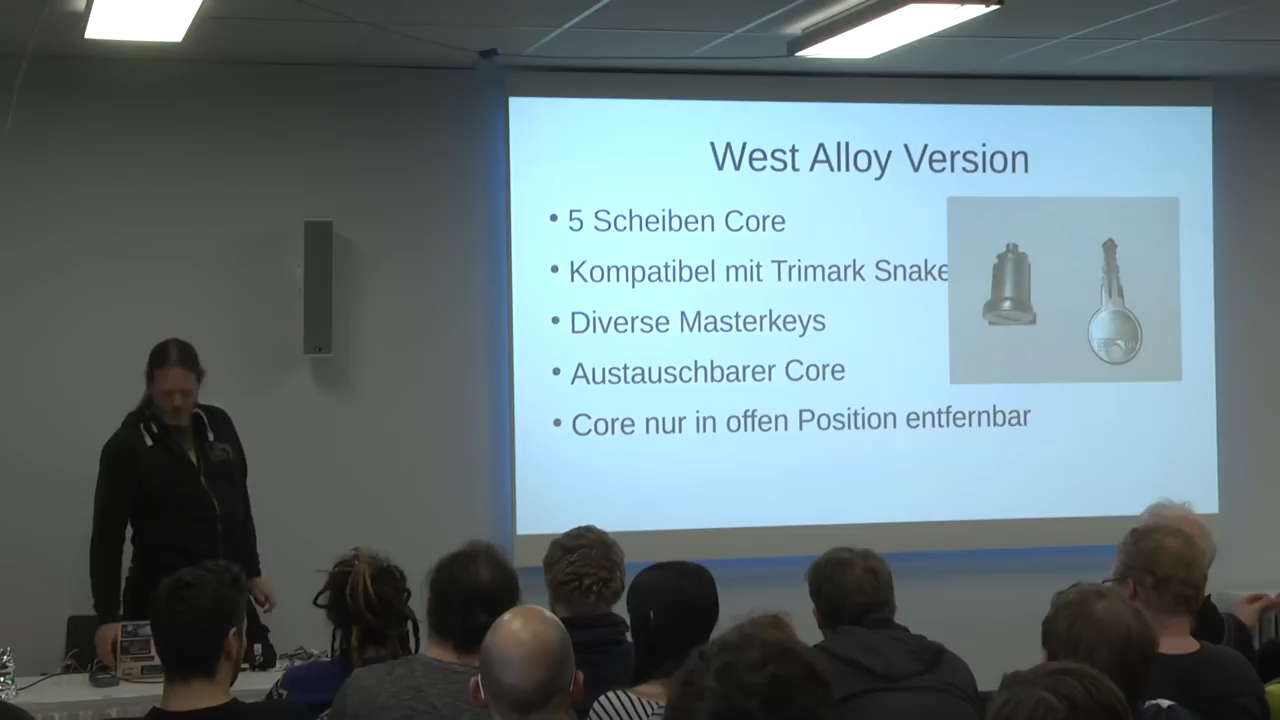 West Alloy Version
• 5 Scheiben Core
• Kompatibel mit Trimark Snake
• Diverse Masterkeys
• Austauschbarer Core
• Core nur in offen Position entfernbar